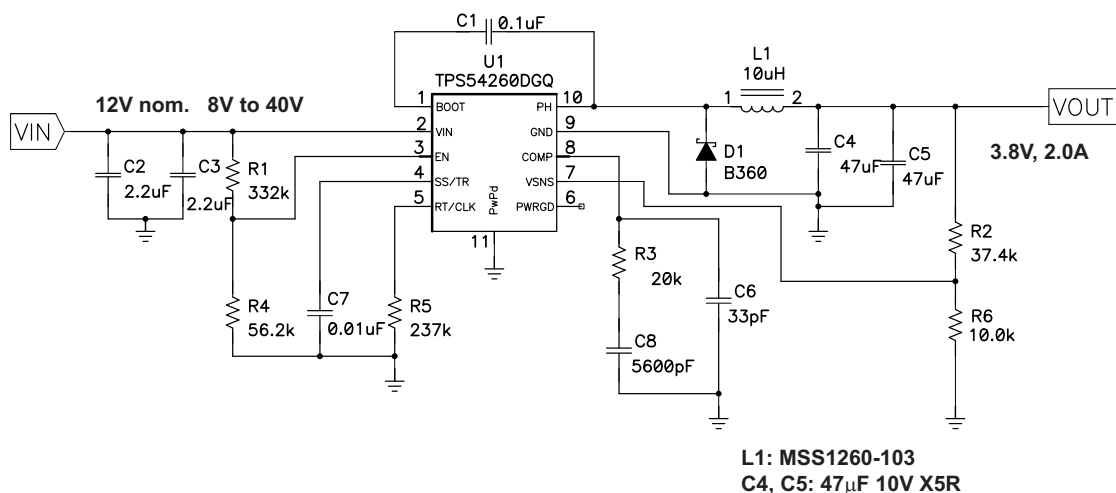 C1
0.1uF
U1
TPS54260DGQ
L1
10uH
12V nom. 8V to 40V
VIN
1 BOOT PH 10
2 VIN GND 9
3 EN COMP 8
4 SS/TR VSNS 7
5 RT/CLK PWRGD 6
PwPd
11
1 2
VOUT
3.8V, 2.0A
C2
2.2uF
C3
2.2uF
R1
332k
D1
B360
C4
47uF
C5
47uF
R2
37.4k
R3
20k
C6
33pF
R4
56.2k
C7
0.01uF
R5
237k
C8
5600pF
R6
10.0k
L1: MSS1260-103
C4, C5: 47μF 10V X5R